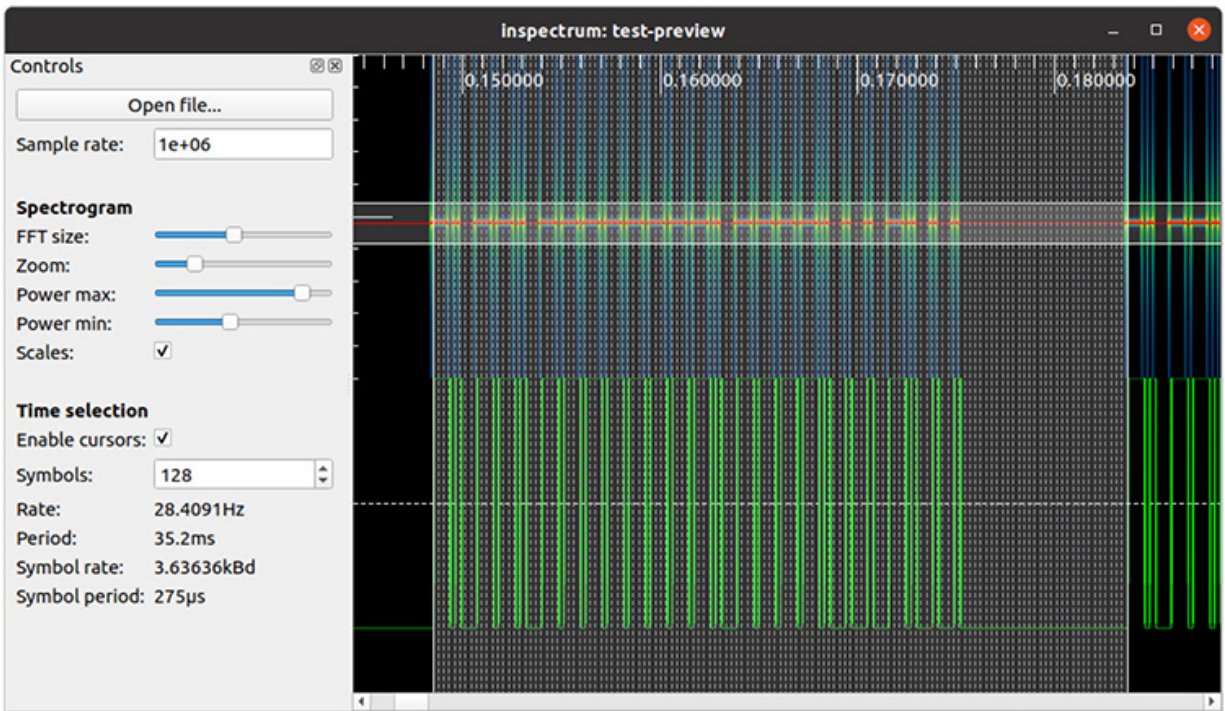 inspectrum: test-preview
Controls
Open file...
Sample rate: 1e+06
Spectrogram
FFT size:
Zoom:
Power max:
Power min:
Scales:
Time selection
Enable cursors:
Symbols: 128
Rate: 28.4091Hz
Period: 35.2ms
Symbol rate: 3.63636kBd
Symbol period: 275µs
0.150000 0.160000 0.170000 0.180000